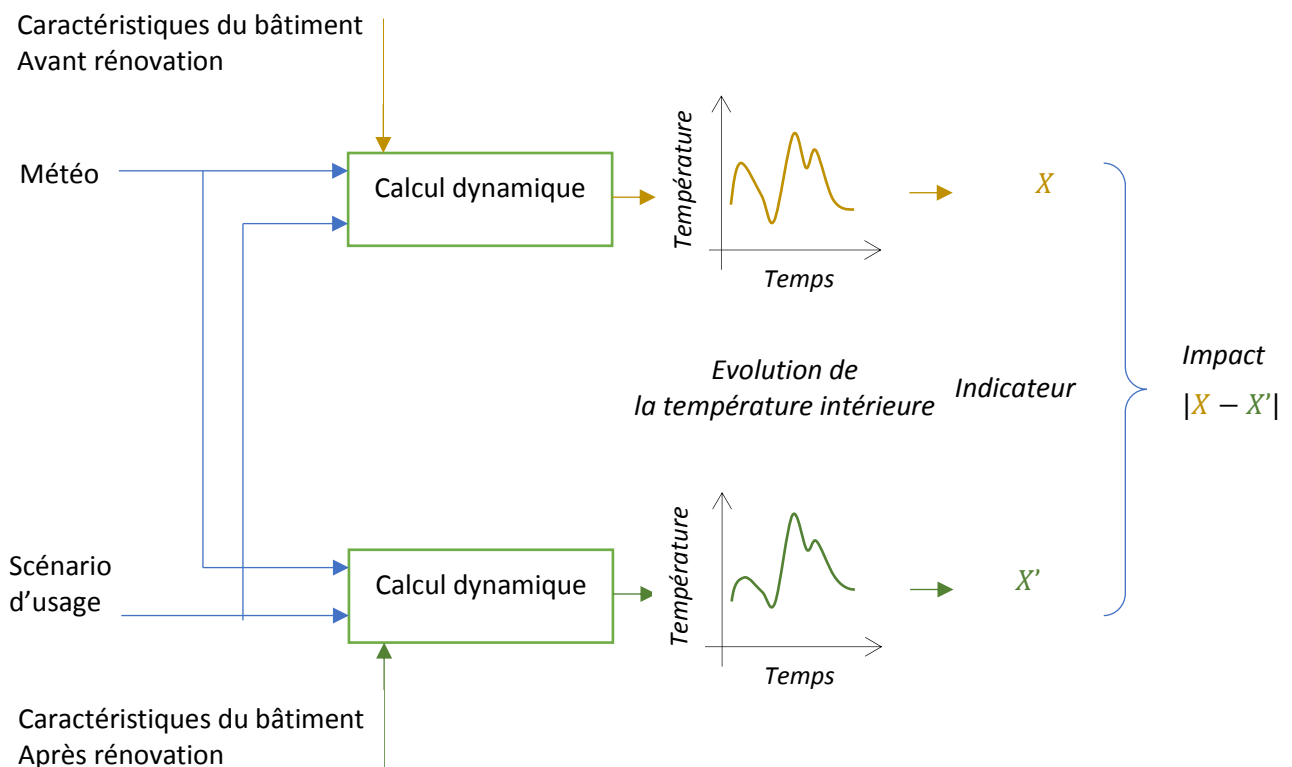 Caractéristiques du bâtiment
Avant rénovation
Météo
Calcul dynamique
Température
Temps
X
Evolution de
la température intérieure
Indicateur
Impact
|X − X’|
Scénario
d’usage
Calcul dynamique
Température
Temps
X’
Caractéristiques du bâtiment
Après rénovation